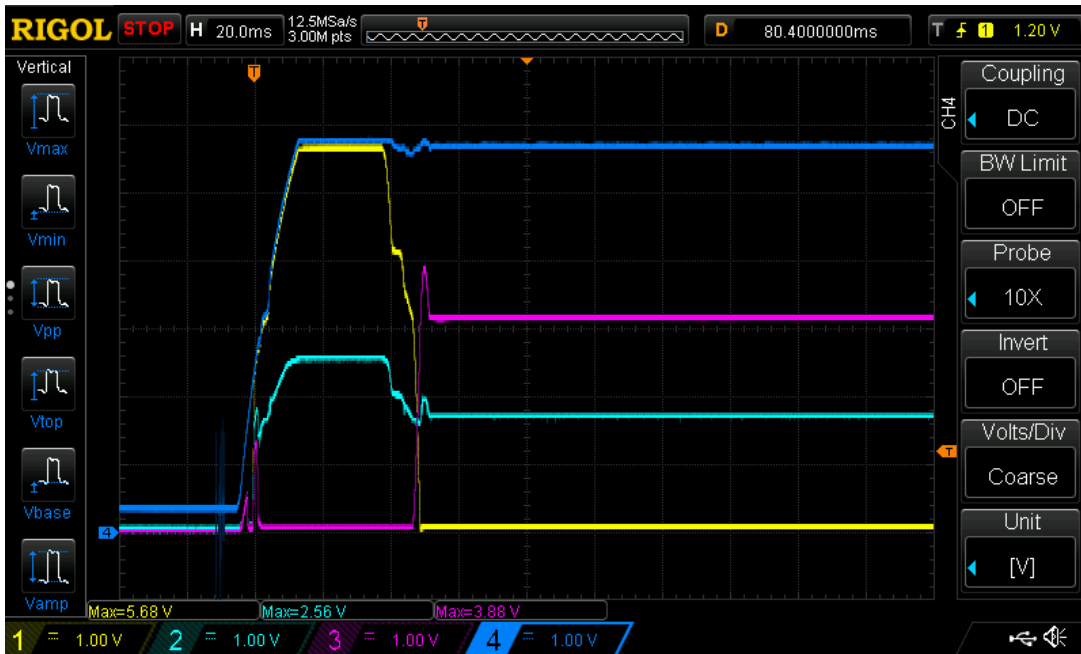 RIGOL STOP H 20.0ms 12.5MSa/s 3.00M pts T D 80.4000000ms T 1 1.20 V
Vertical
Vmax
Vmin
Vpp
Vtop
Vbase
Vamp
T
4
T
CH4
Coupling
DC
BW Limit
OFF
Probe
10X
Invert
OFF
Volts/Div
Coarse
Unit
[V]
Max=5.68 V Max=2.56 V Max=3.88 V
1 1.00 V 2 1.00 V 3 1.00 V 4 1.00 V